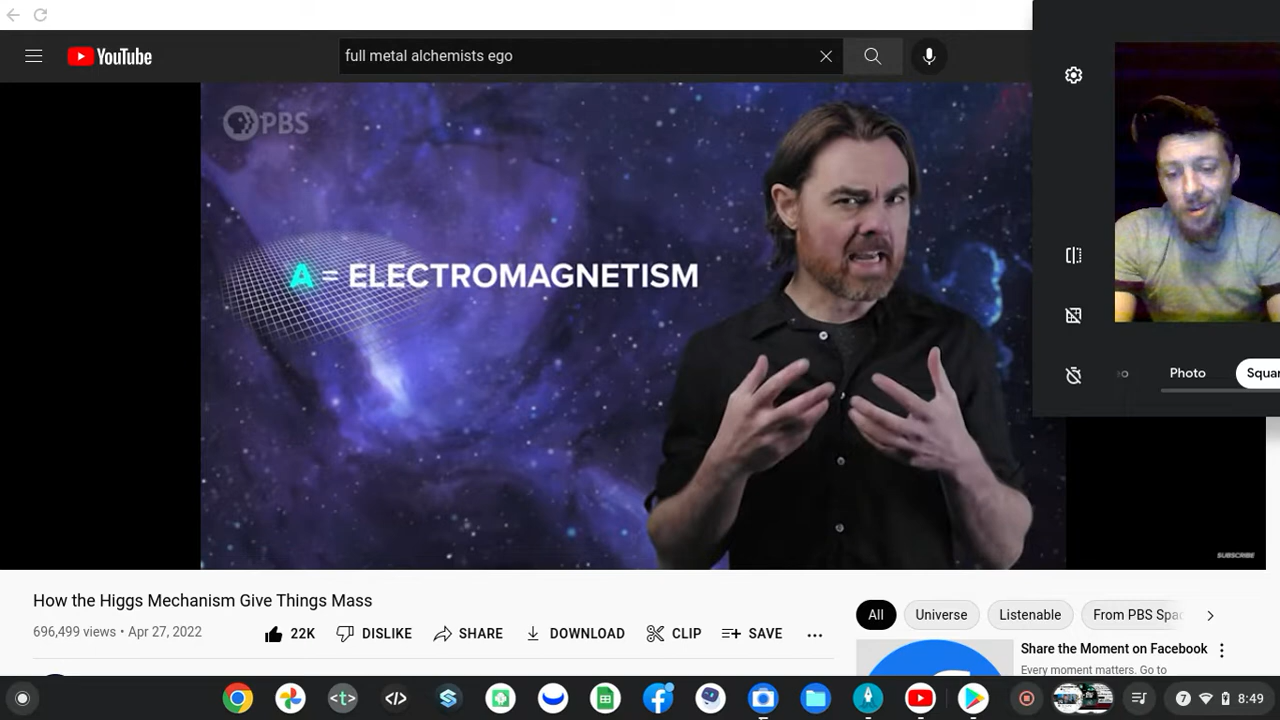 YouTube
full metal alchemists ego
PBS
A = ELECTROMAGNETISM
SUBSCRIBE
Photo
Squar
How the Higgs Mechanism Give Things Mass
696,499 views • Apr 27, 2022
22K
DISLIKE
SHARE
DOWNLOAD
CLIP
SAVE
All
Universe
Listenable
From PBS Spac
Share the Moment on Facebook
Every moment matters. Go to
<t>
</>
7
8:49